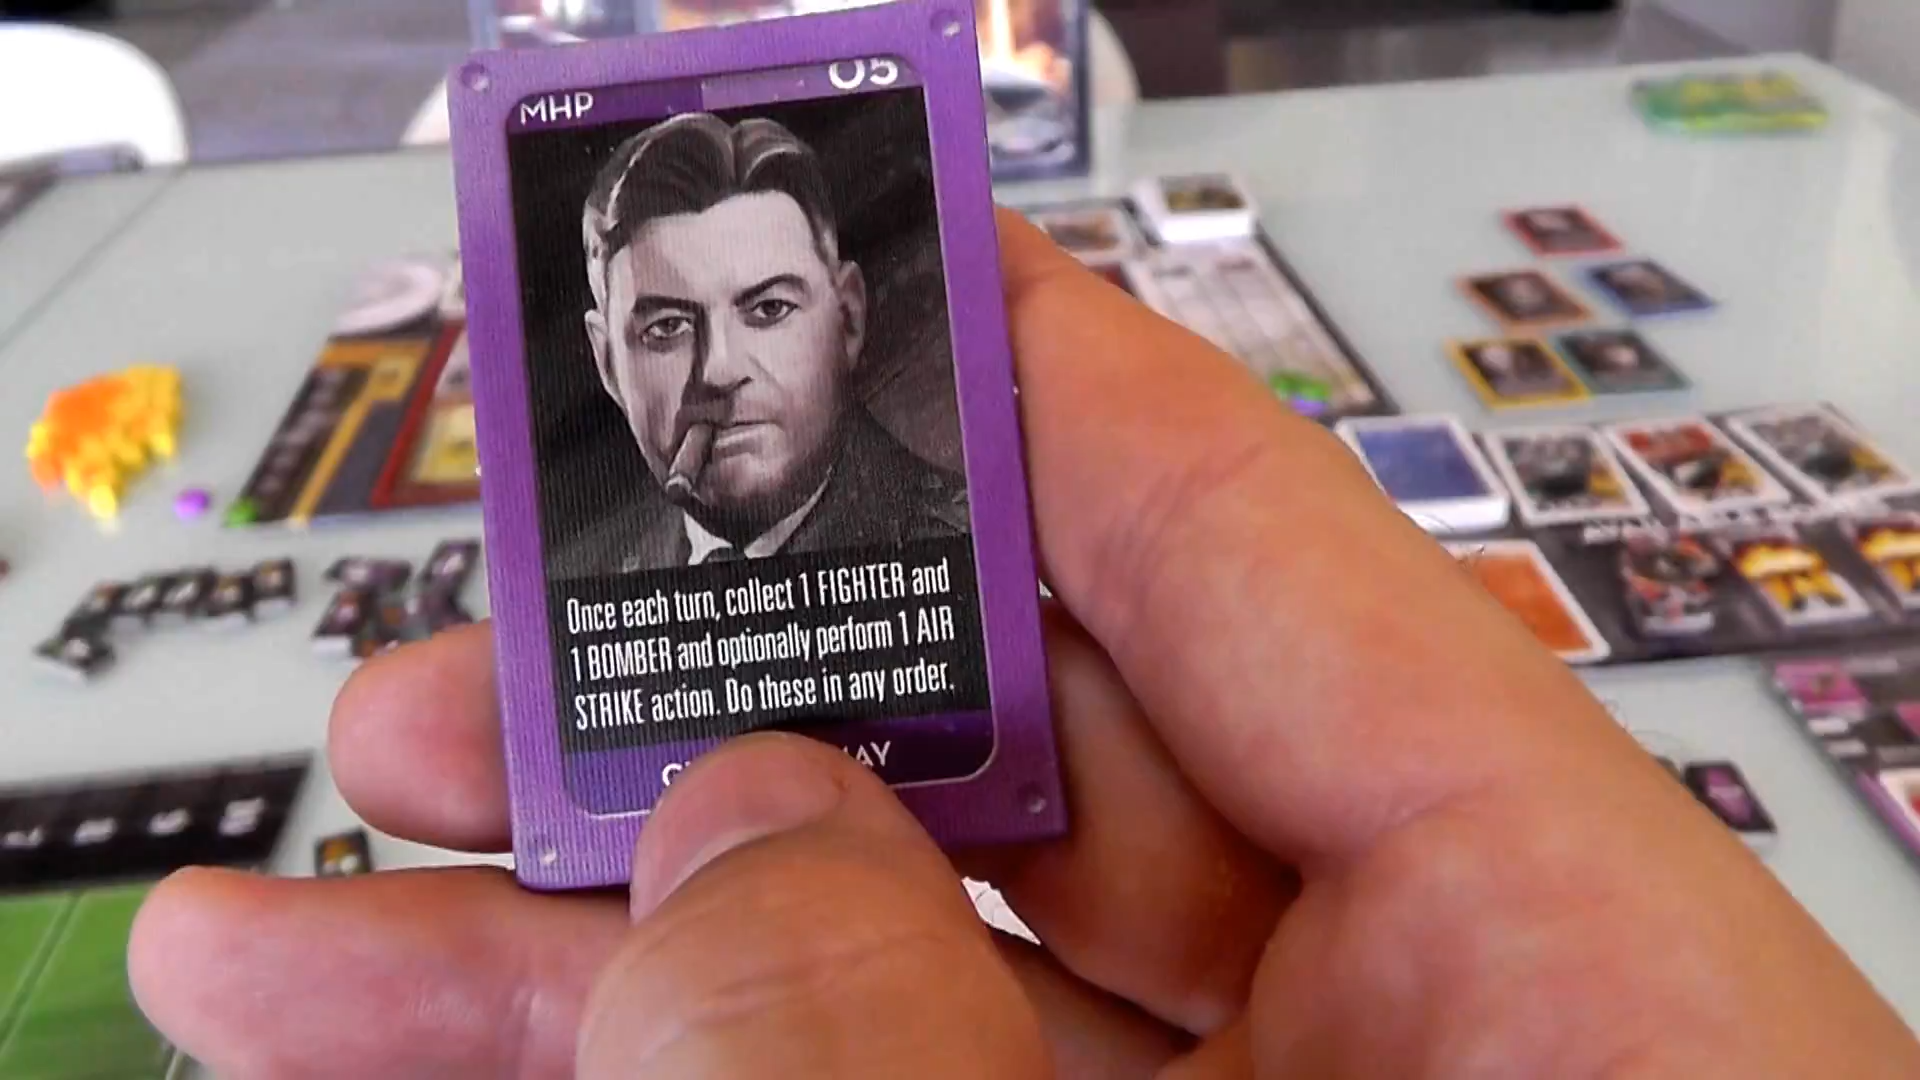 MHP
05
Once each turn, collect 1 FIGHTER and
1 BOMBER and optionally perform 1 AIR
STRIKE action. Do these in any order.